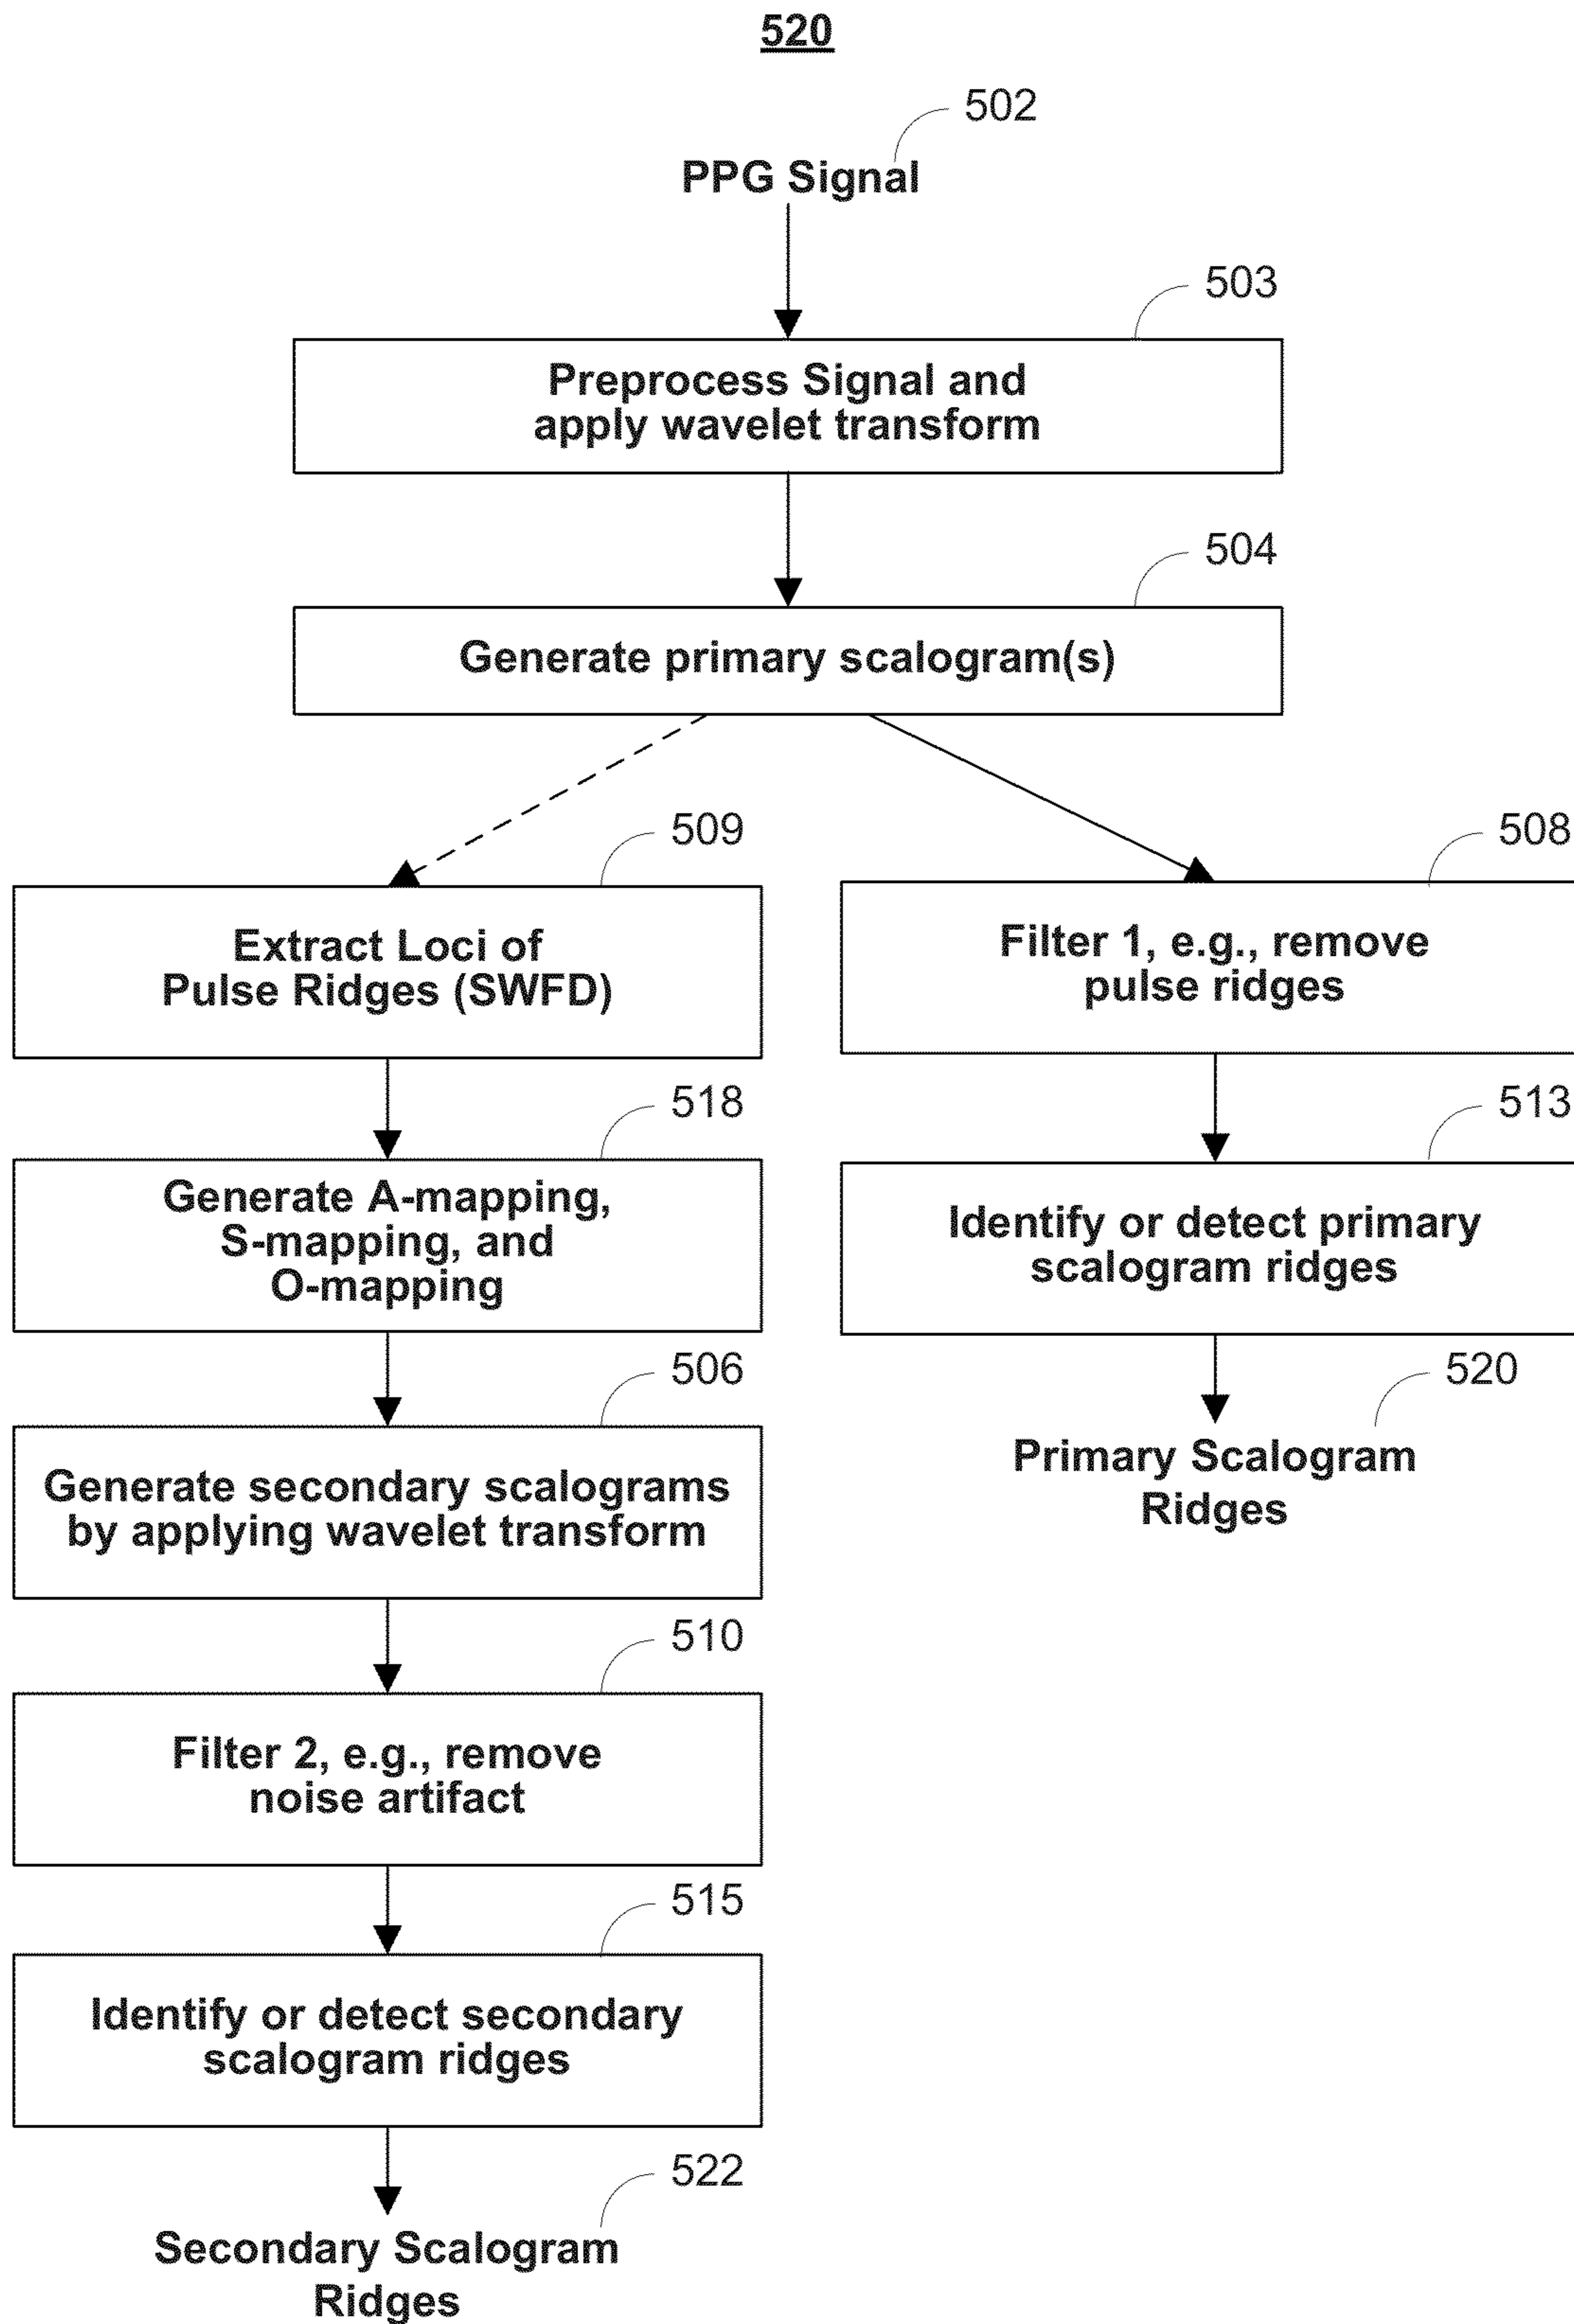 520
502
PPG Signal
503
Preprocess Signal and
apply wavelet transform
504
Generate primary scalogram(s)
509
Extract Loci of
Pulse Ridges (SWFD)
518
Generate A-mapping,
S-mapping, and
O-mapping
506
Generate secondary scalograms
by applying wavelet transform
510
Filter 2, e.g., remove
noise artifact
515
Identify or detect secondary
scalogram ridges
522
Secondary Scalogram
Ridges
508
Filter 1, e.g., remove
pulse ridges
513
Identify or detect primary
scalogram ridges
520
Primary Scalogram
Ridges